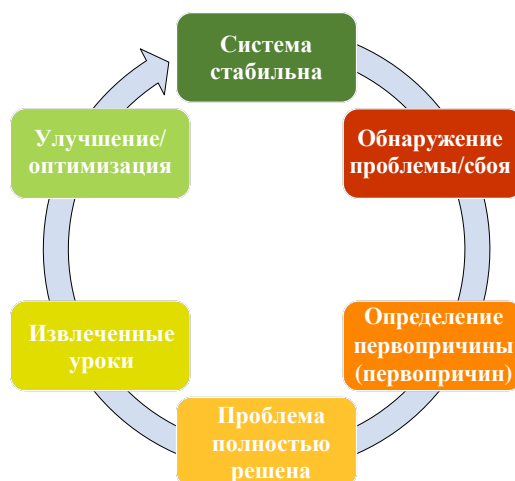 Система
стабильна
Обнаружение
проблемы/сбоя
Определение
первопричины
(первопричин)
Проблема
полностью
решена
Извлеченные
уроки
Улучшение/
оптимизация